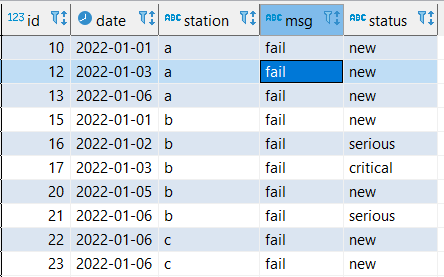 123 id date ABC station ABC msg ABC status
10 2022-01-01 a fail new
12 2022-01-03 a fail new
13 2022-01-06 a fail new
15 2022-01-01 b fail new
16 2022-01-02 b fail serious
17 2022-01-03 b fail critical
20 2022-01-05 b fail new
21 2022-01-06 b fail serious
22 2022-01-06 c fail new
23 2022-01-06 c fail new